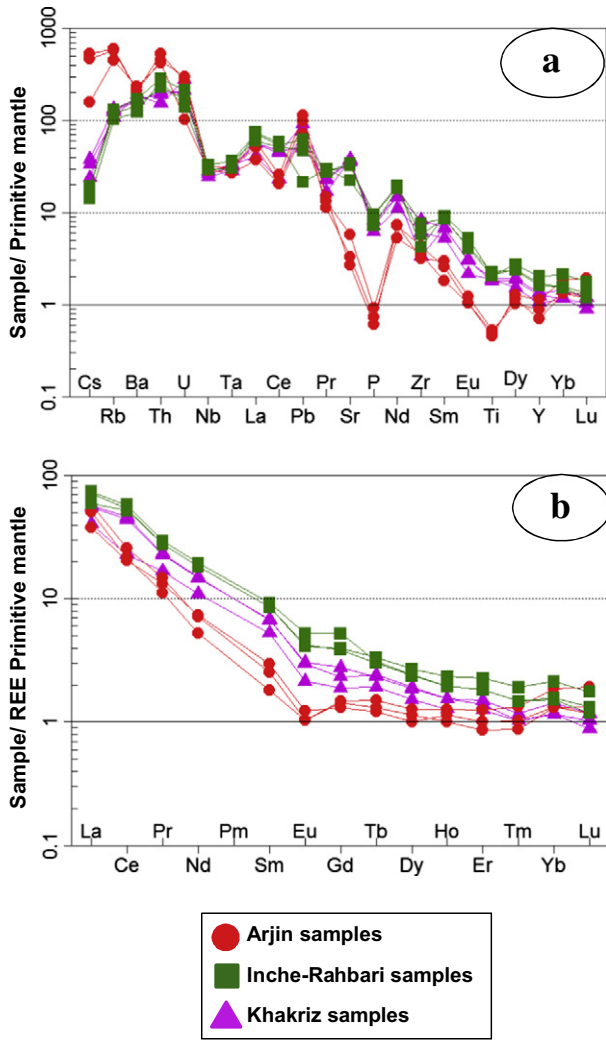 a
Sample/ Primitive mantle
1000
100
10
1
0.1
Cs Ba U Ta Ce Pr P Zr Eu Dy Yb
Rb Th Nb La Pb Sr Nd Sm Ti Y Lu
b
Sample/ REE Primitive mantle
100
10
1
0.1
La Pr Pm Eu Tb Ho Tm Lu
Ce Nd Sm Gd Dy Er Yb
Arjin samples
Inche-Rahbari samples
Khakriz samples